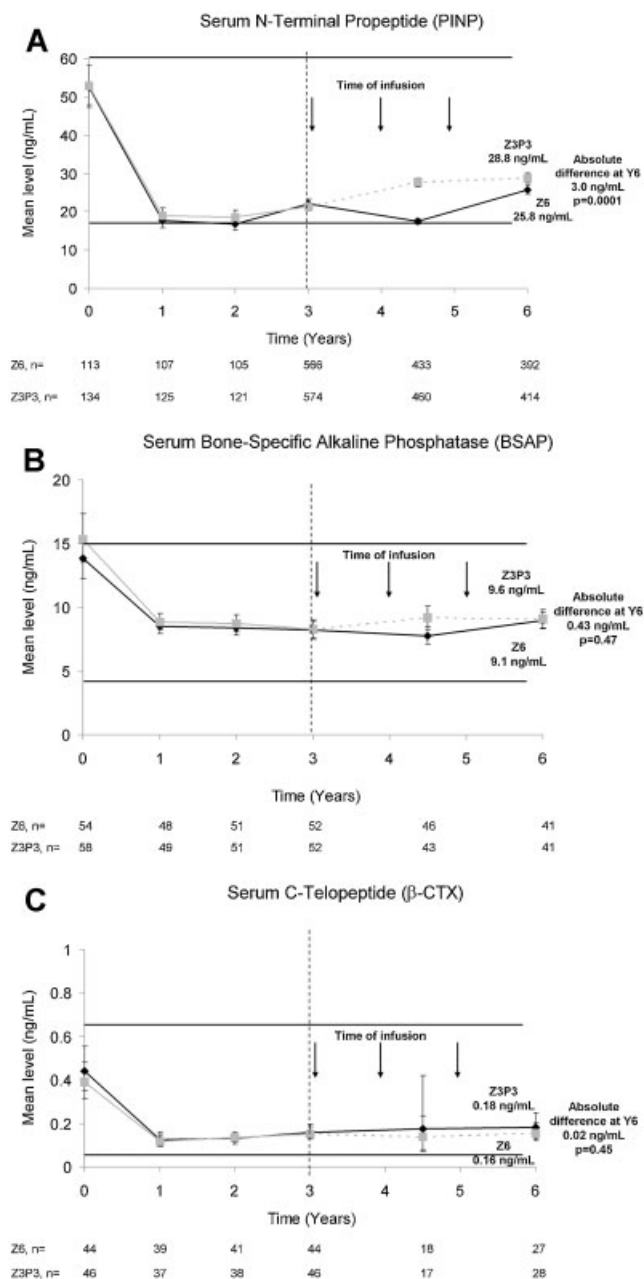 A
Serum N-Terminal Propeptide (PINP)
Mean level (ng/mL)
60
50
40
30
20
10
0
Time of infusion
Z3P3
28.8 ng/mL
Z6
25.8 ng/mL
Absolute
difference at Y6
3.0 ng/mL
p=0.0001
0 1 2 3 4 5 6
Time (Years)
Z6, n= 113 107 105 566 433 392
Z3P3, n= 134 125 121 574 460 414
B
Serum Bone-Specific Alkaline Phosphatase (BSAP)
Mean level (ng/mL)
20
15
10
5
0
Time of infusion
Z3P3
9.6 ng/mL
Z6
9.1 ng/mL
Absolute
difference at Y6
0.43 ng/mL
p=0.47
0 1 2 3 4 5 6
Time (Years)
Z6, n= 54 48 51 52 46 41
Z3P3, n= 58 49 51 52 43 41
C
Serum C-Telopeptide (β-CTX)
Mean level (ng/mL)
1
0.8
0.6
0.4
0.2
0
Time of infusion
Z3P3
0.18 ng/mL
Z6
0.16 ng/mL
Absolute
difference at Y6
0.02 ng/mL
p=0.45
0 1 2 3 4 5 6
Time (Years)
Z6, n= 44 39 41 44 18 27
Z3P3, n= 46 37 38 46 17 28